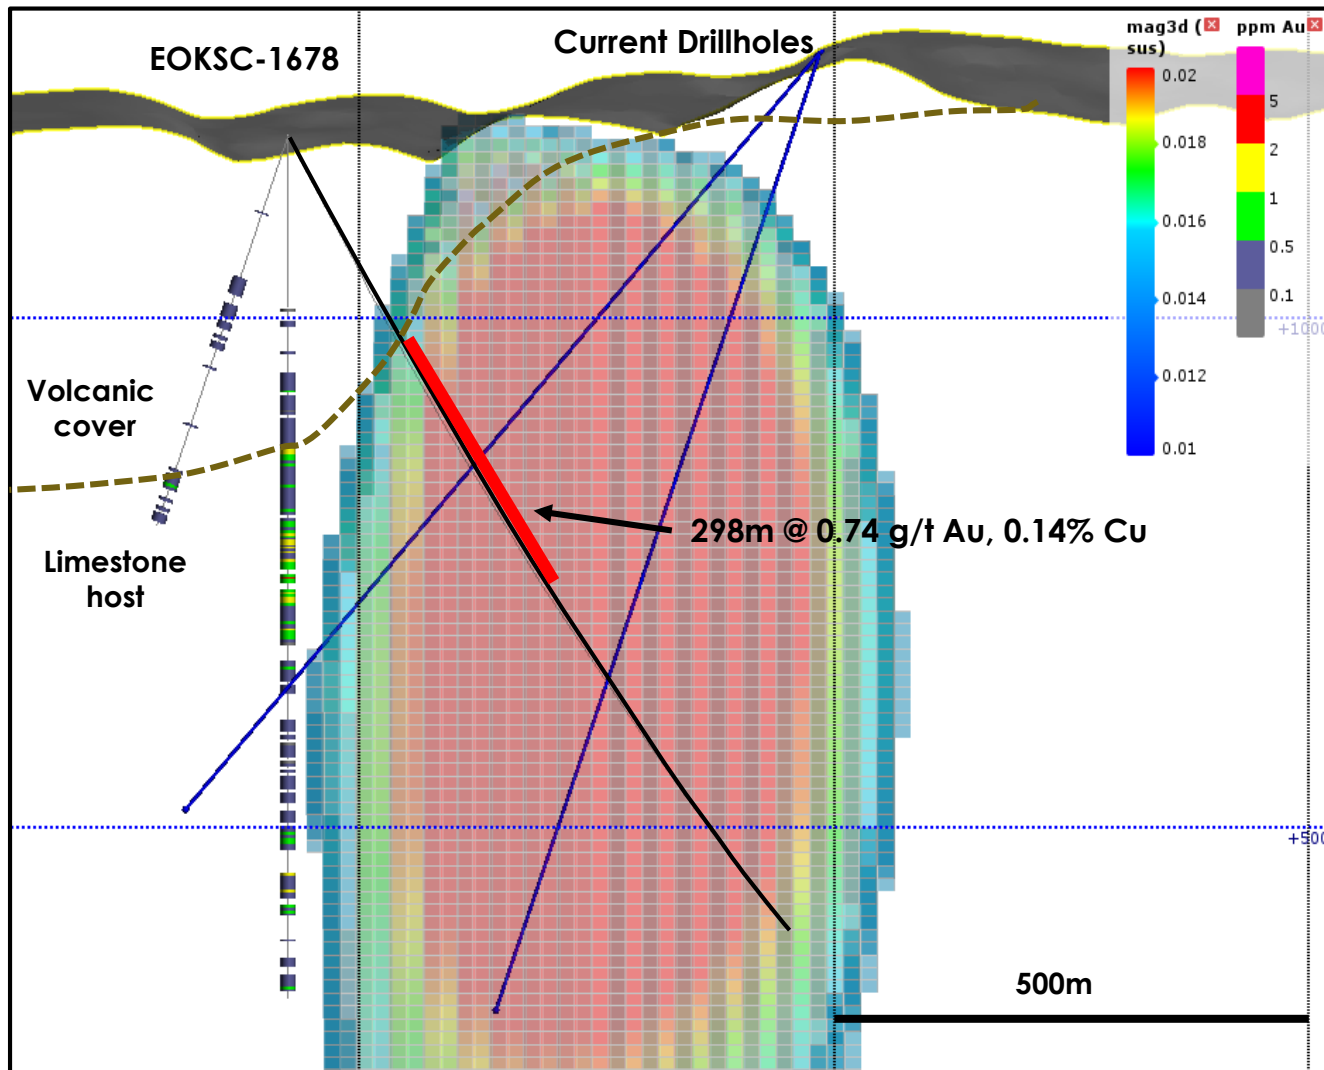 EOKSC-1678
Current Drillholes
mag3d (
sus)
0.02
0.018
0.016
0.014
0.012
0.01
ppm Au
5
2
1
0.5
0.1
+1000
Volcanic
cover
Limestone
host
298m @ 0.74 g/t Au, 0.14% Cu
+500
500m